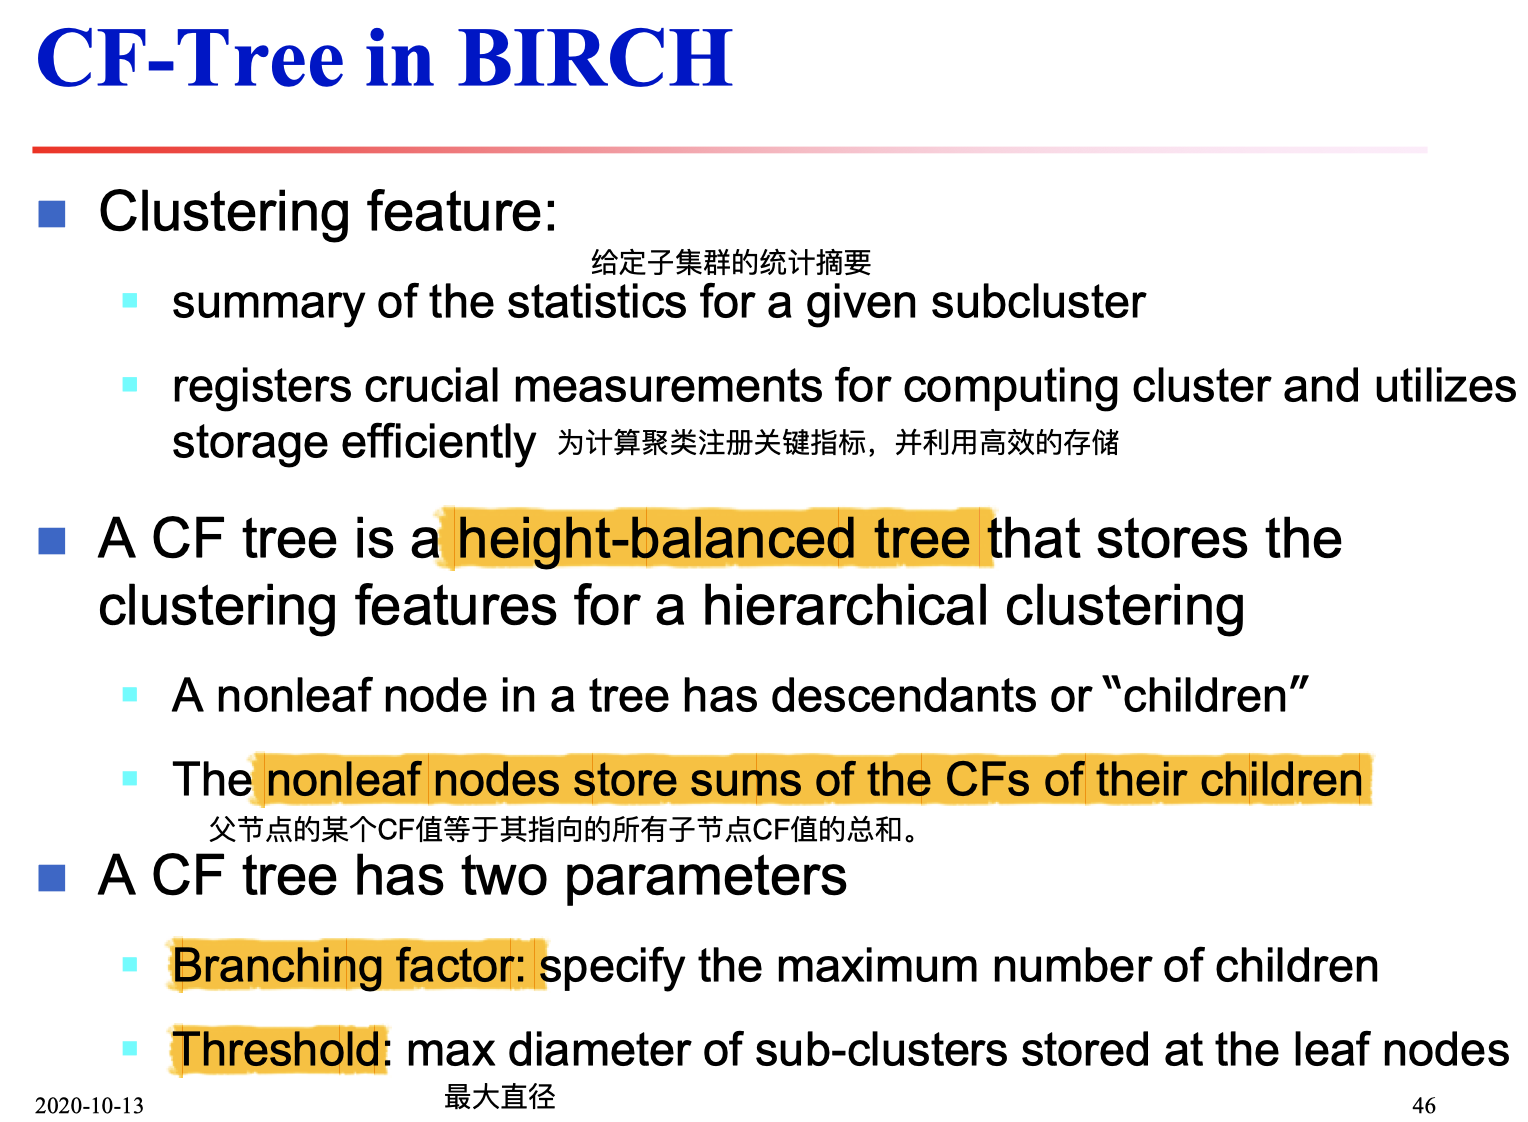 CF-Tree in BIRCH
Clustering feature:
给定子集群的统计摘要
summary of the statistics for a given subcluster
registers crucial measurements for computing cluster and utilizes
storage efficiently 为计算聚类注册关键指标，并利用高效的存储
A CF tree is a height-balanced tree that stores the
clustering features for a hierarchical clustering
A nonleaf node in a tree has descendants or “children”
The nonleaf nodes store sums of the CFs of their children
父节点的某个CF值等于其指向的所有子节点CF值的总和。
A CF tree has two parameters
Branching factor: specify the maximum number of children
Threshold: max diameter of sub-clusters stored at the leaf nodes
最大直径
2020-10-13 46